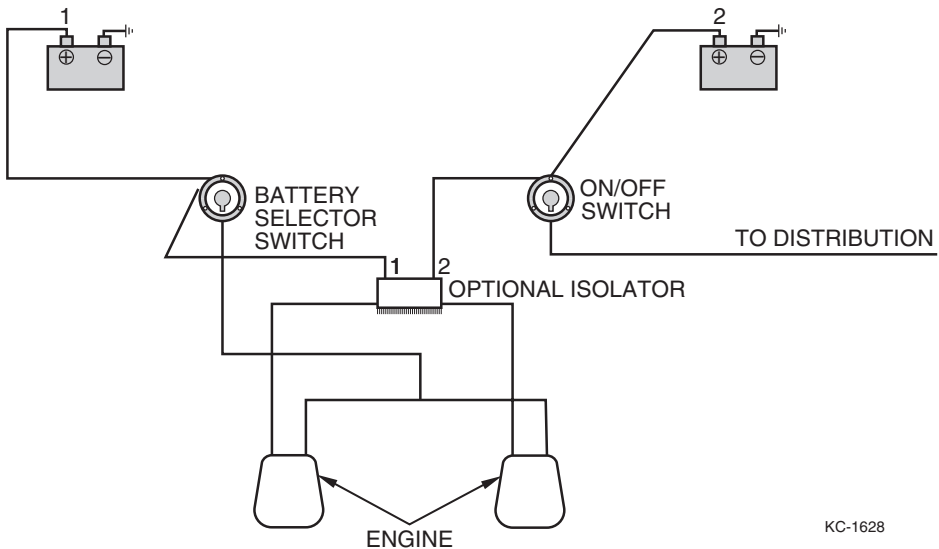 1
2
+
−
+
−
BATTERY
SELECTOR
SWITCH
ON/OFF
SWITCH
TO DISTRIBUTION
1
2
OPTIONAL ISOLATOR
ENGINE
KC-1628